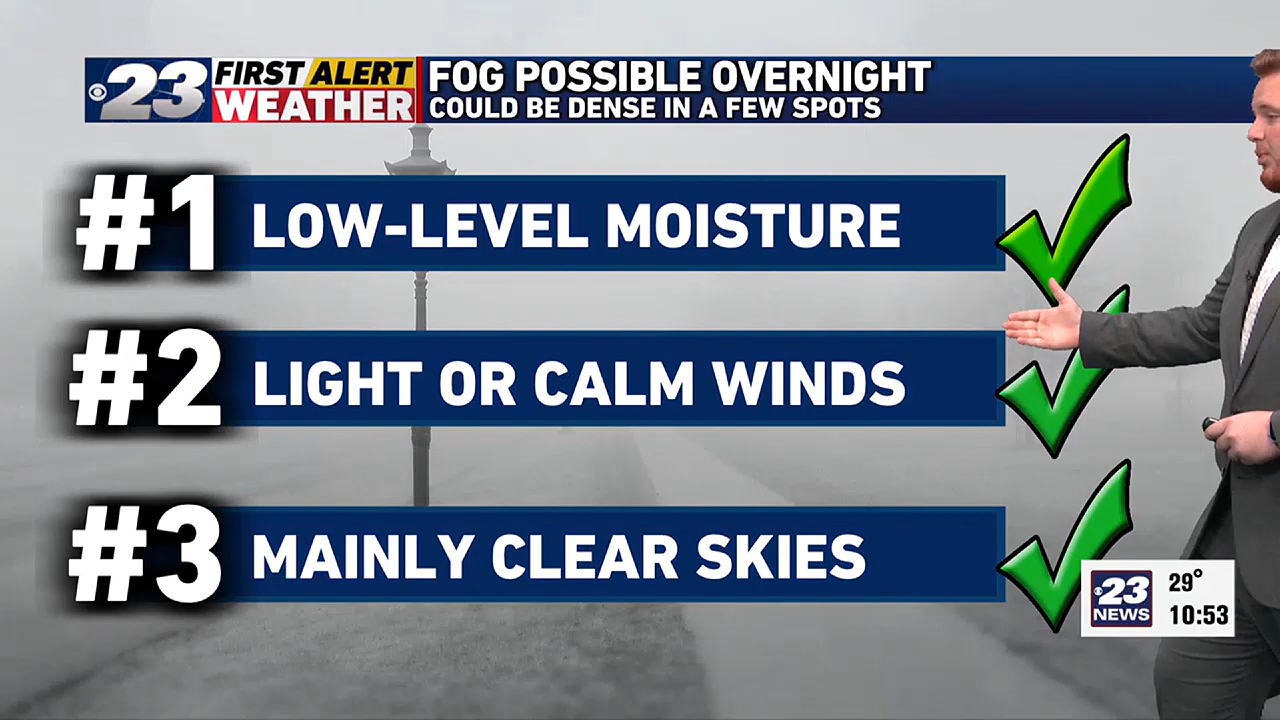 23 FIRST ALERT
WEATHER
FOG POSSIBLE OVERNIGHT
COULD BE DENSE IN A FEW SPOTS
#1 LOW-LEVEL MOISTURE
#2 LIGHT OR CALM WINDS
#3 MAINLY CLEAR SKIES
23 NEWS
29°
10:53